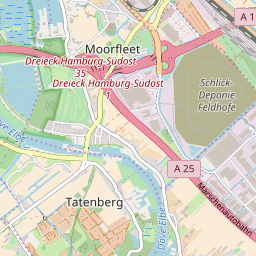 A 1
Moorfleet
Dreieck Hamburg-Südost
35
Dreieck Hamburg-Südost
1
Schlick-
Deponie
Feldhofe
Dove Elbe
A 25
Marschenautobahn
Tatenberg
Dove Elbe